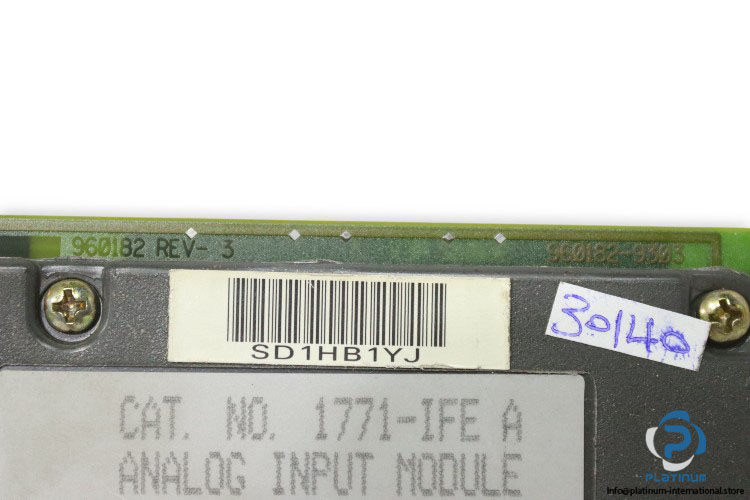 960182 REV- 3
960182-9303
SD1HB1YJ
30140
CAT. NO. 1771-IFE A
ANALOG INPUT MODULE
PLATINUM
Info@platinum-international.store